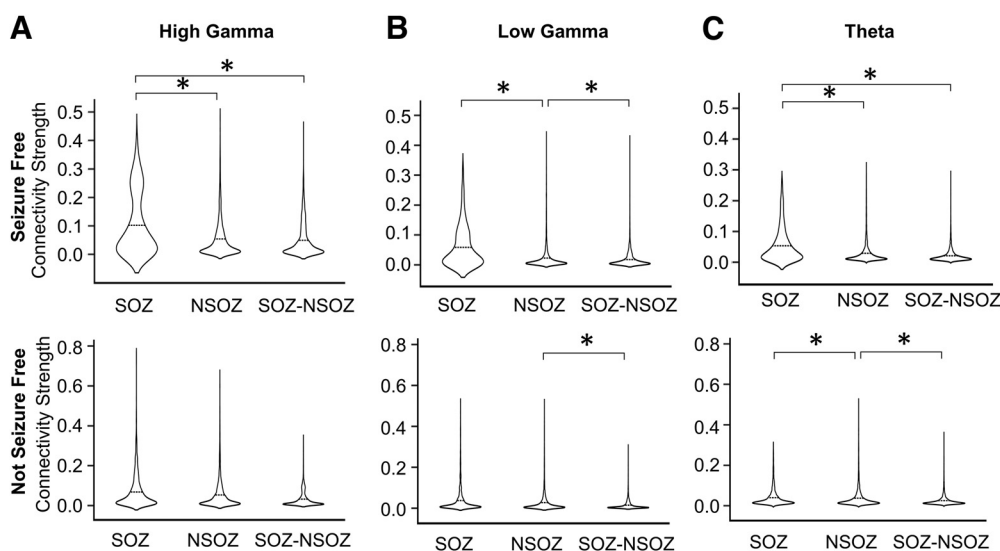 A High Gamma
B Low Gamma
C Theta
Seizure Free
Connectivity Strength
0.5
0.4
0.3
0.2
0.1
0.0
* *
SOZ NSOZ SOZ-NSOZ
0.5
0.4
0.3
0.2
0.1
0.0
* *
SOZ NSOZ SOZ-NSOZ
0.5
0.4
0.3
0.2
0.1
0.0
* *
SOZ NSOZ SOZ-NSOZ
Not Seizure Free
Connectivity Strength
0.8
0.6
0.4
0.2
0.0
SOZ NSOZ SOZ-NSOZ
0.8
0.6
0.4
0.2
0.0
*
SOZ NSOZ SOZ-NSOZ
0.8
0.6
0.4
0.2
0.0
* *
SOZ NSOZ SOZ-NSOZ